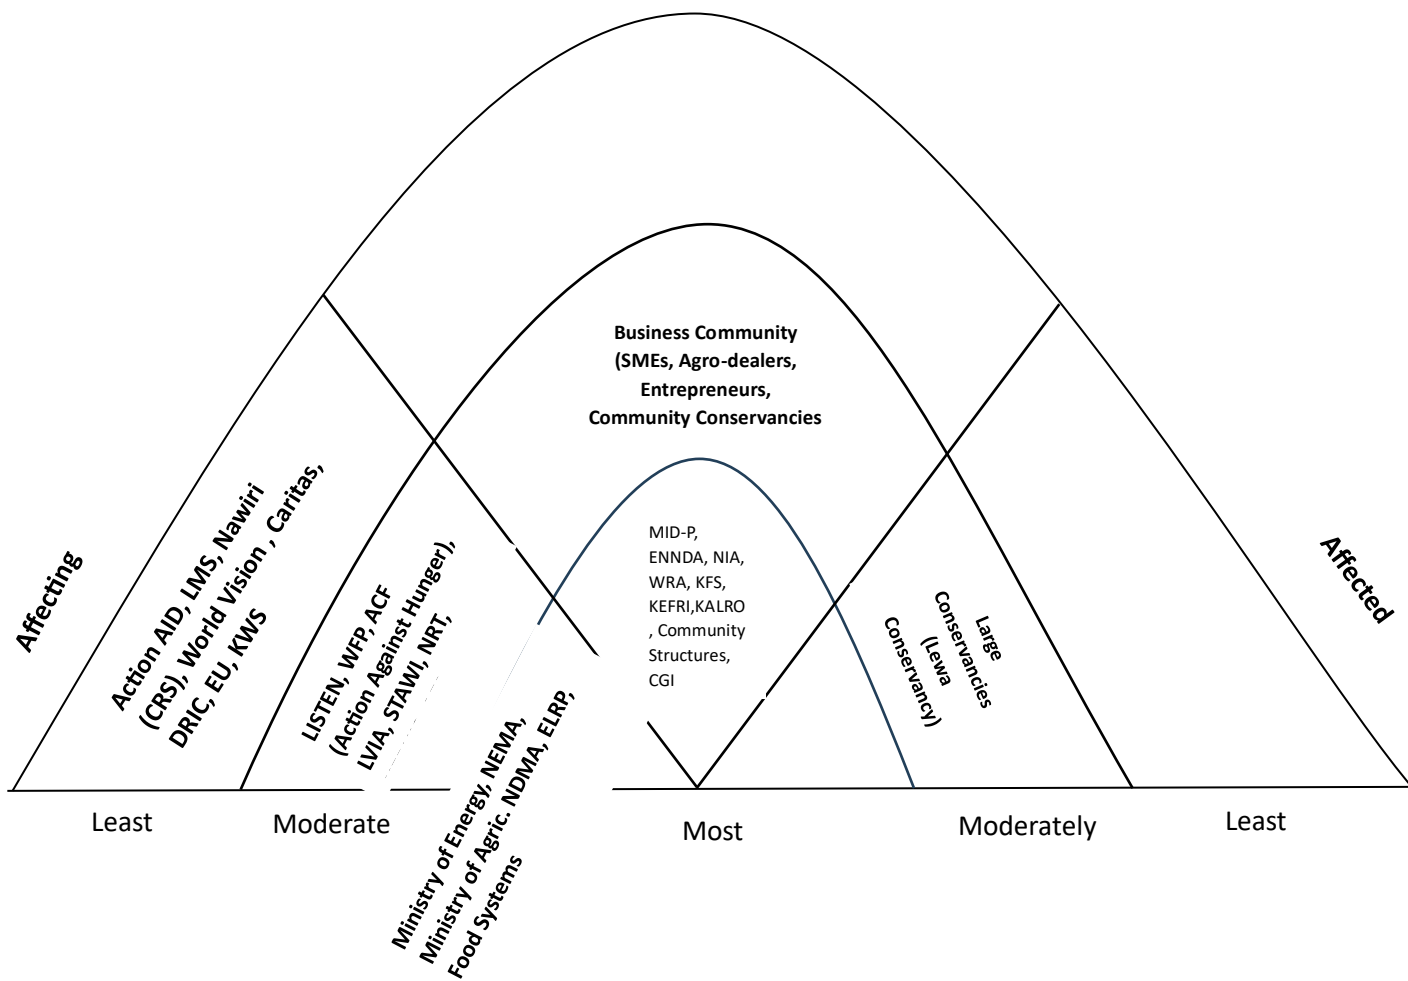 Business Community
(SMEs, Agro-dealers,
Entrepreneurs,
Community Conservancies
MID-P,
ENNDA, NIA,
WRA, KFS,
KEFRI,KALRO
, Community
Structures,
CGI
Affecting
Action AID, LMS, Nawiri
(CRS), World Vision , Caritas,
DRIC, EU, KWS
LISTEN, WFP, ACF
(Action Against Hunger),
LVIA, STAWI, NRT,
Ministry of Energy, NEMA,
Ministry of Agric. NDMA, ELRP,
Food Systems
Large
Conservancies
(Lewa
Conservancy)
Affected
Least
Moderate
Most
Moderately
Least